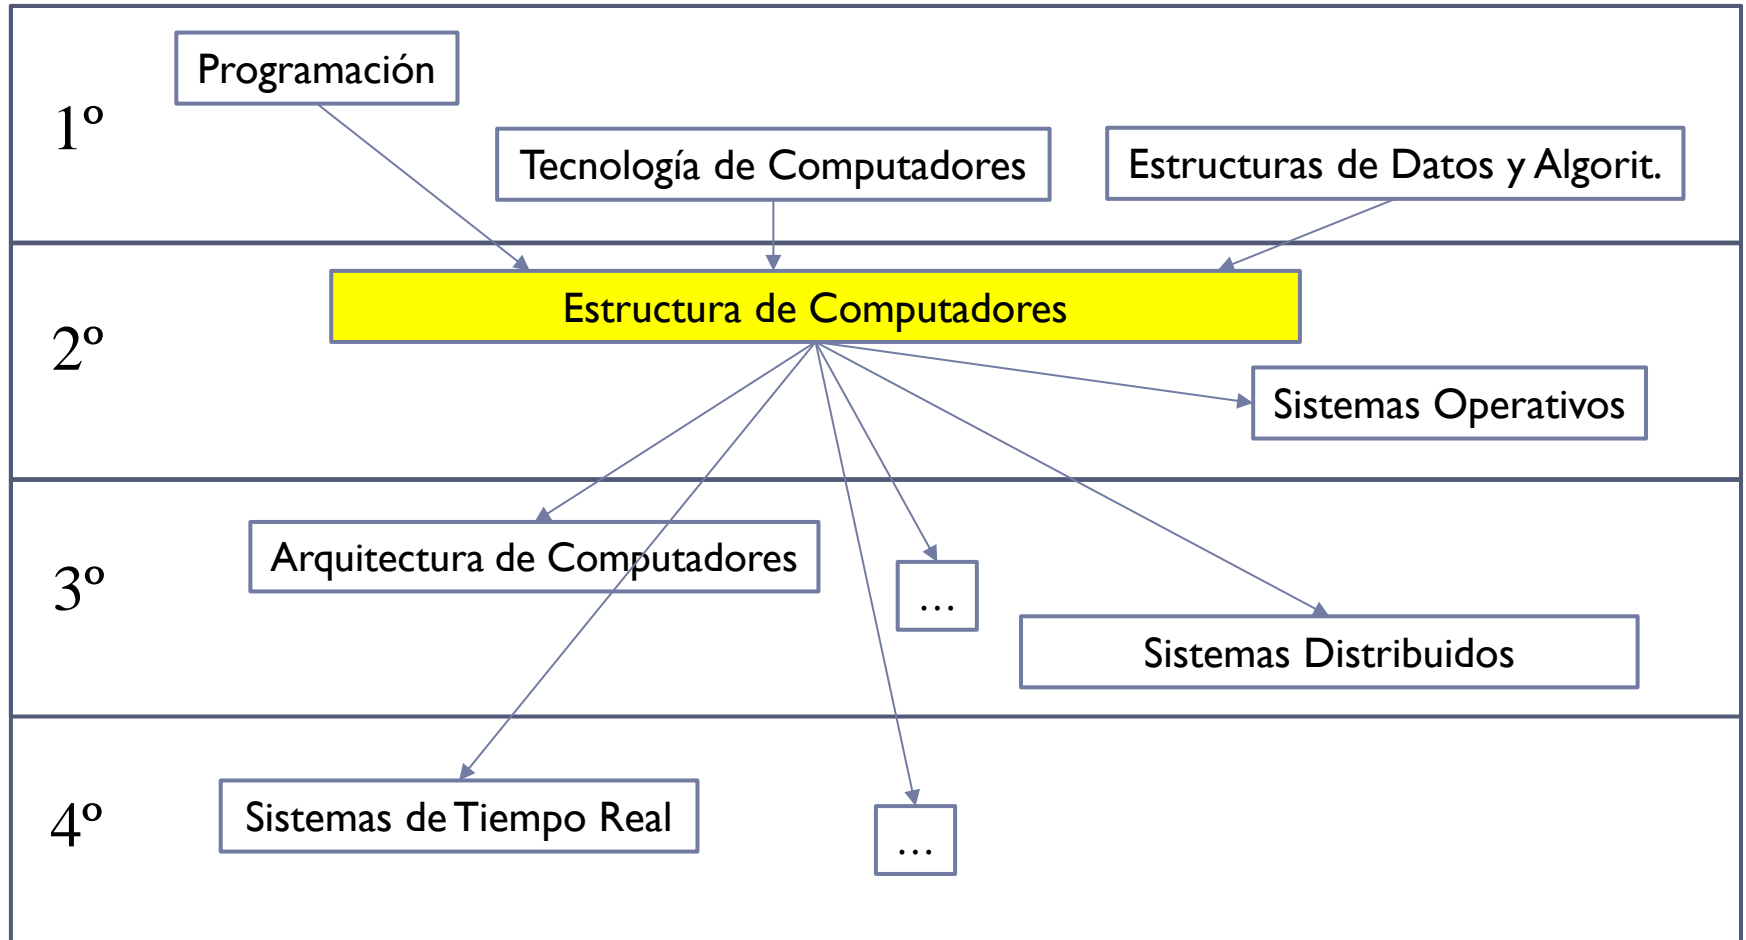 Programación
1º
Tecnología de Computadores
Estructuras de Datos y Algorit.
Estructura de Computadores
2º
Sistemas Operativos
Arquitectura de Computadores
3º
...
Sistemas Distribuidos
Sistemas de Tiempo Real
4º
...